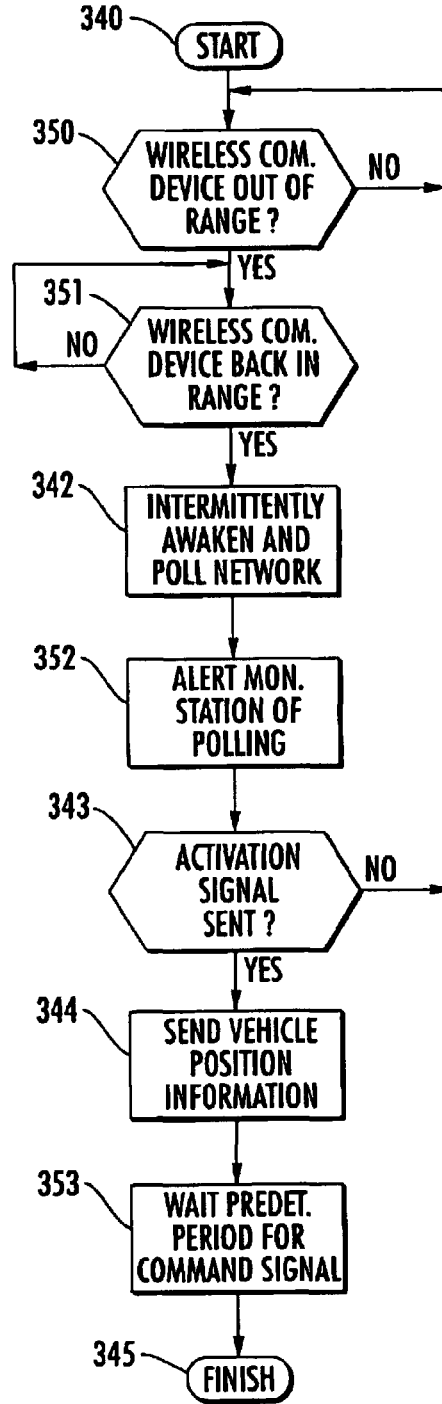 340
START
350
WIRELESS COM.
DEVICE OUT OF
RANGE ?
NO
YES
351
NO
WIRELESS COM.
DEVICE BACK IN
RANGE ?
YES
342
INTERMITTENTLY
AWAKEN AND
POLL NETWORK
352
ALERT MON.
STATION OF
POLLING
343
ACTIVATION
SIGNAL
SENT ?
NO
YES
344
SEND VEHICLE
POSITION
INFORMATION
353
WAIT PREDET.
PERIOD FOR
COMMAND SIGNAL
345
FINISH